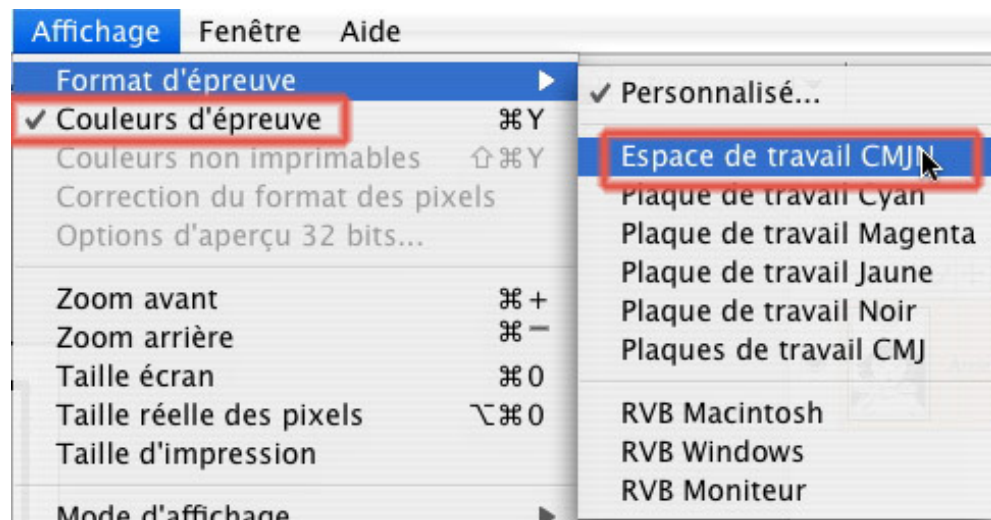 Affichage Fenêtre Aide
Format d'épreuve
✓ Couleurs d'épreuve ⌘Y
Couleurs non imprimables ⇧⌘Y
Correction du format des pixels
Options d'aperçu 32 bits...
Zoom avant ⌘+
Zoom arrière ⌘−
Taille écran ⌘0
Taille réelle des pixels ⌥⌘0
Taille d'impression
Mode d'affichage
✓ Personnalisé...
Espace de travail CMJN
Plaque de travail Cyan
Plaque de travail Magenta
Plaque de travail Jaune
Plaque de travail Noir
Plaques de travail CMJ
RVB Macintosh
RVB Windows
RVB Moniteur